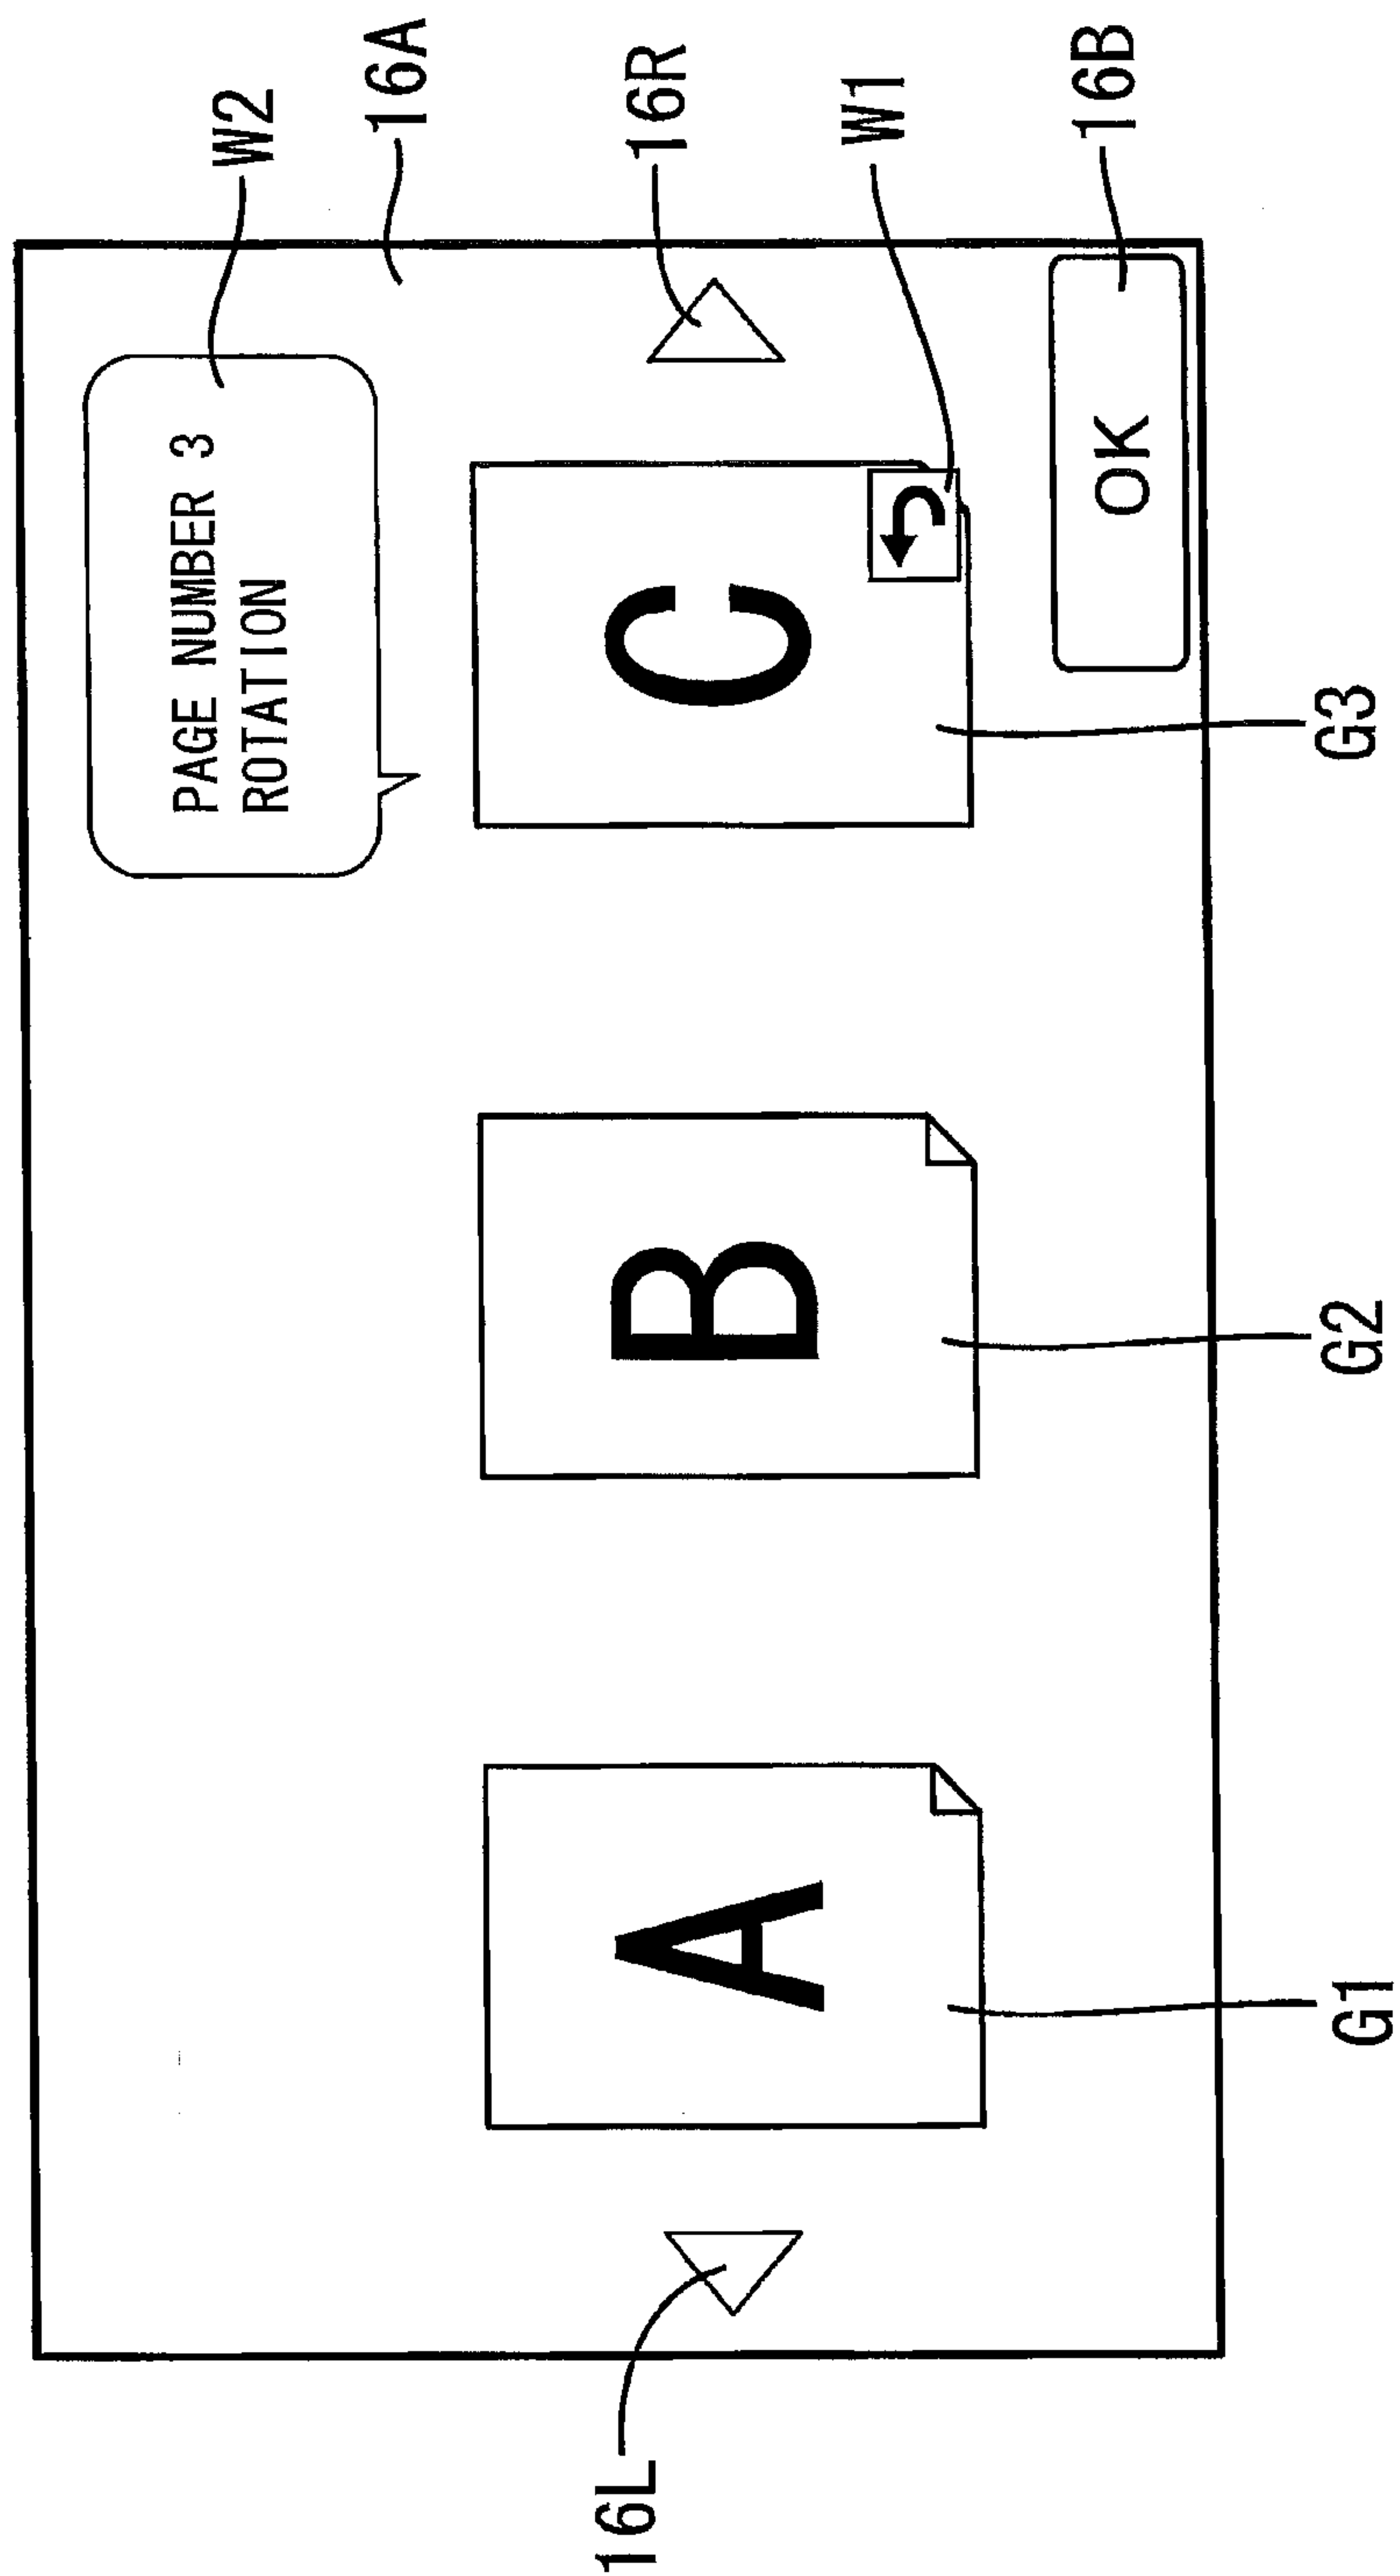 W2
16A
PAGE NUMBER 3
ROTATION
16L
A
B
C
16R
W1
OK
16B
G1
G2
G3